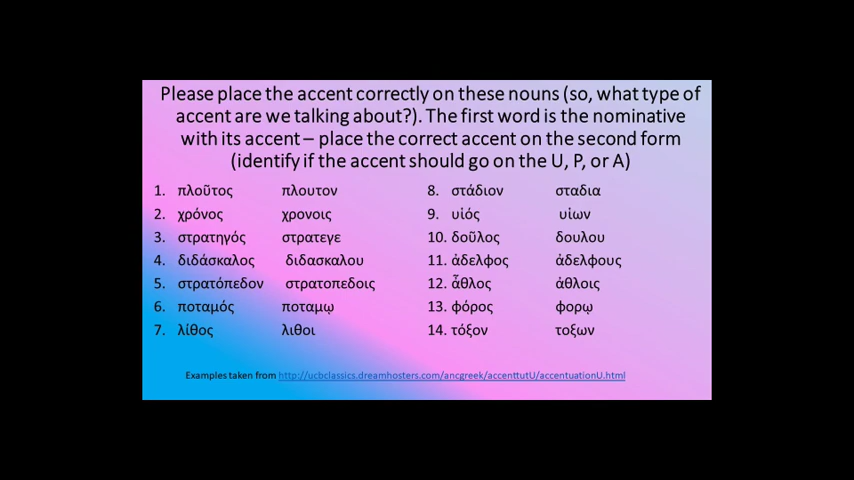 Please place the accent correctly on these nouns (so, what type of
accent are we talking about?). The first word is the nominative
with its accent – place the correct accent on the second form
(identify if the accent should go on the U, P, or A)
1. πλοῦτος πλουτον
2. χρόνος χρονοις
3. στρατηγός στρατεγε
4. διδάσκαλος διδασκαλου
5. στρατόπεδον στρατοπεδοις
6. ποταμός ποταμῳ
7. λίθος λιθοι
8. στάδιον σταδια
9. υἱός υἱων
10. δοῦλος δουλου
11. ἀδελφος ἀδελφους
12. ἆθλος ἀθλοις
13. φόρος φορῳ
14. τόξον τοξων
Examples taken from http://ucbclassics.dreamhosters.com/ancgreek/accenttutU/accentuationU.html